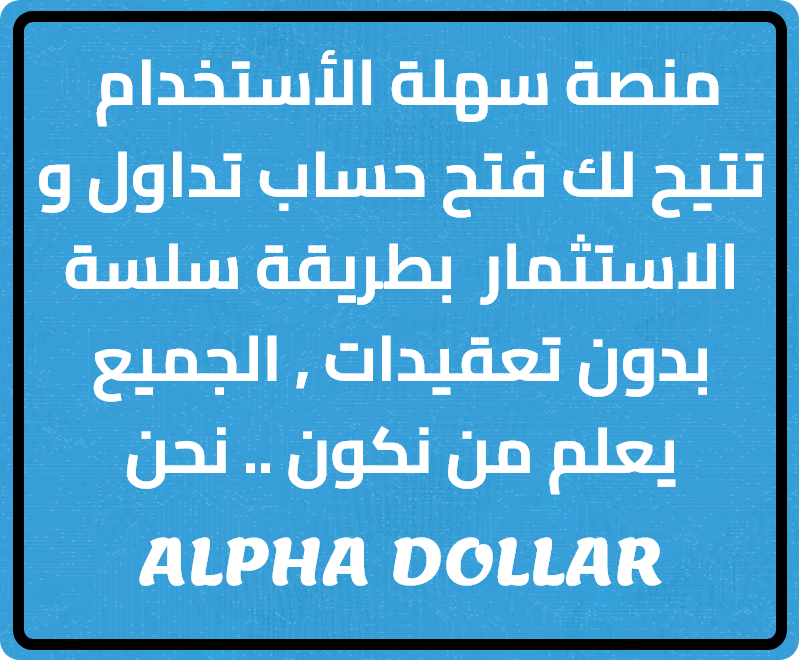 منصة سهلة الأستخدام
تتيح لك فتح حساب تداول و
الاستثمار بطريقة سلسة
بدون تعقيدات , الجميع
يعلم من نكون .. نحن
ALPHA DOLLAR